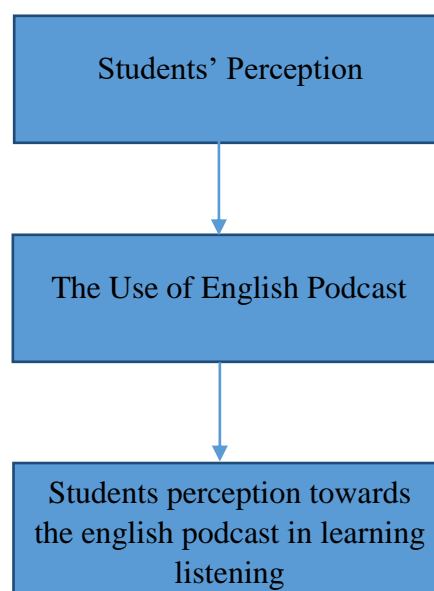 Students’ Perception
The Use of English Podcast
Students perception towards
the english podcast in learning
listening